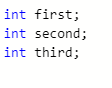 int first;
int second;
int third;